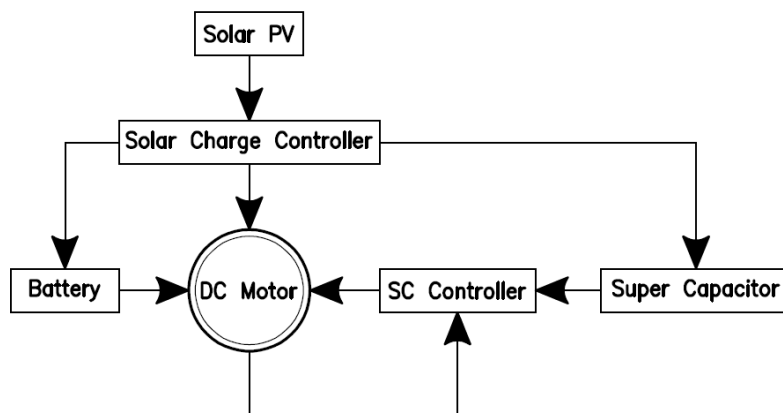 Solar PV
Solar Charge Controller
Battery
DC Motor
SC Controller
Super Capacitor